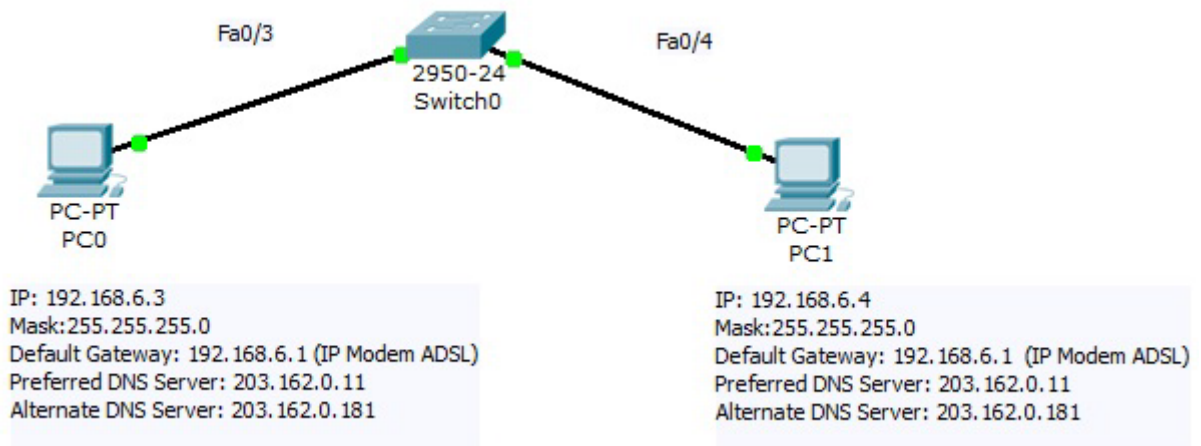 Fa0/3
Fa0/4
2950-24
Switch0
PC-PT
PC0
PC-PT
PC1
IP: 192.168.6.3
Mask:255.255.255.0
Default Gateway: 192.168.6.1 (IP Modem ADSL)
Preferred DNS Server: 203.162.0.11
Alternate DNS Server: 203.162.0.181
IP: 192.168.6.4
Mask:255.255.255.0
Default Gateway: 192.168.6.1 (IP Modem ADSL)
Preferred DNS Server: 203.162.0.11
Alternate DNS Server: 203.162.0.181